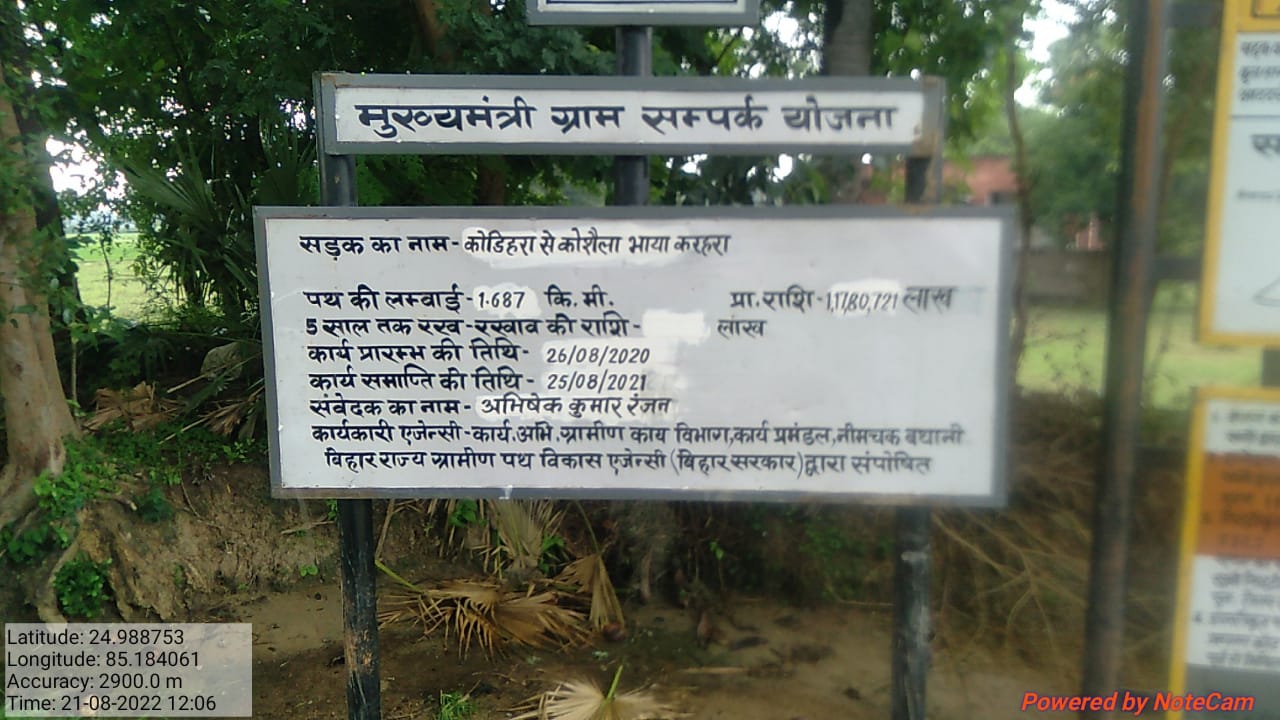 मुख्यमंत्री ग्राम सम्पर्क योजना
सड़क का नाम - कोडिहरा से कोशैला भाया करहरा
पथ की लम्बाई - 1.687 कि. मी. प्रा. राशि - 1,17,80,721 लाख
5 साल तक रख - रखाव की राशि - लाख
कार्य प्रारम्भ की तिथि - 26/08/2020
कार्य समाप्ति की तिथि - 25/08/2021
संवेदक का नाम - अभिषेक कुमार रंजन
कार्यकारी एजेन्सी - कार्य. अभि. ग्रामीण काय विभाग, कार्य प्रमंडल, नीमचक बथानी
बिहार राज्य ग्रामीण पथ विकास एजेन्सी (बिहार सरकार) द्वारा संपोषित
Latitude: 24.988753
Longitude: 85.184061
Accuracy: 2900.0 m
Time: 21-08-2022 12:06
Powered by NoteCam